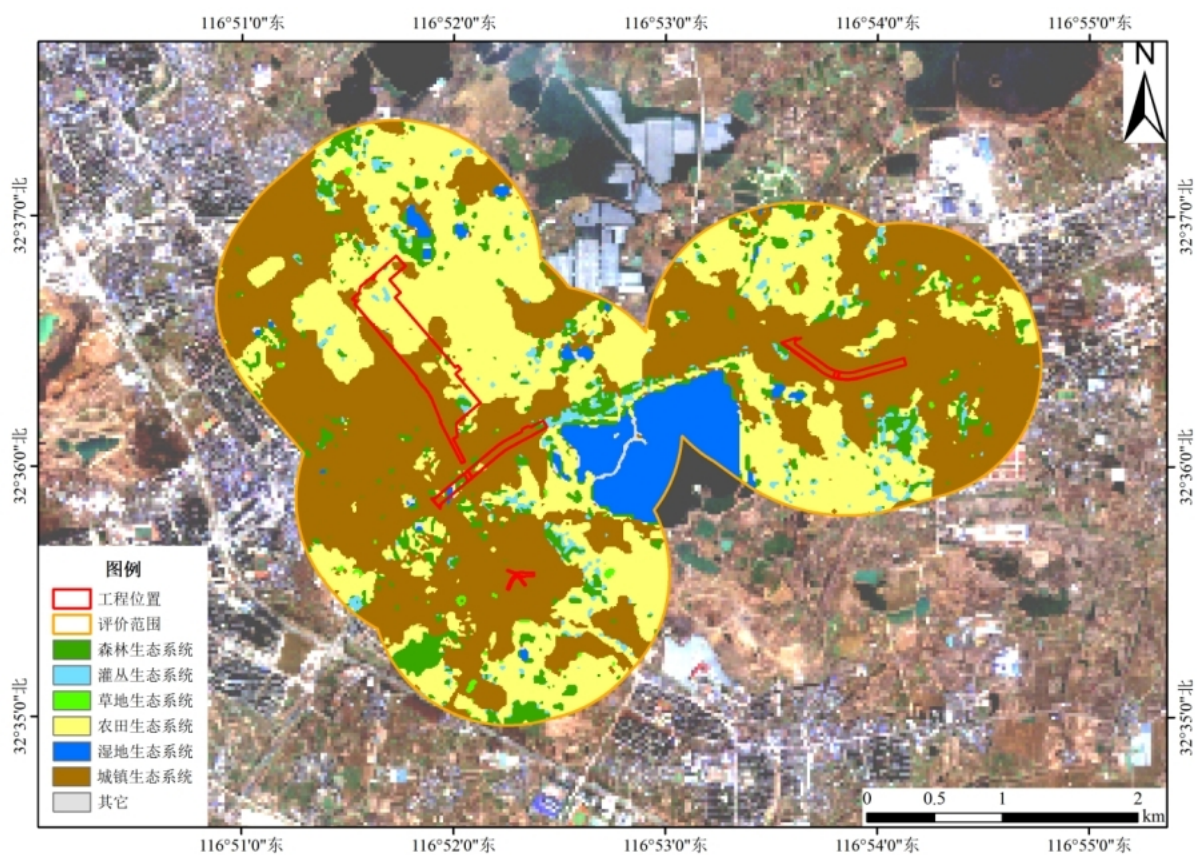 116°51′0″东
116°52′0″东
116°53′0″东
116°54′0″东
116°55′0″东
N
32°37′0″北
32°37′0″北
32°36′0″北
32°36′0″北
32°35′0″北
32°35′0″北
图例
工程位置
评价范围
森林生态系统
灌丛生态系统
草地生态系统
农田生态系统
湿地生态系统
城镇生态系统
其它
0 0.5 1 2
km
116°51′0″东
116°52′0″东
116°53′0″东
116°54′0″东
116°55′0″东